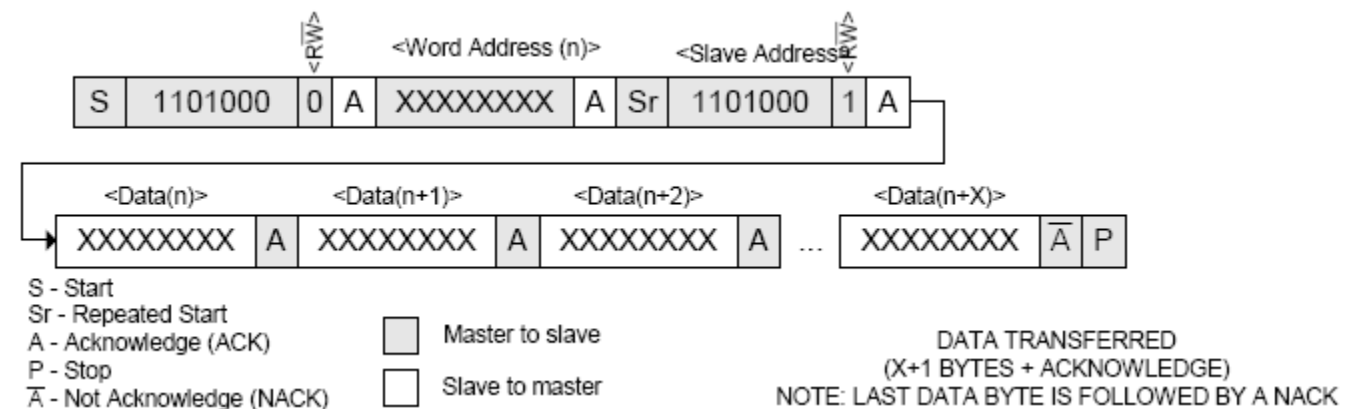 <RW̅> <Word Address (n)> <Slave Address> <RW̅>
S 1101000 0 A XXXXXXXX A Sr 1101000 1 A
<Data(n)> <Data(n+1)> <Data(n+2)> <Data(n+X)>
XXXXXXXX A XXXXXXXX A XXXXXXXX A ... XXXXXXXX A̅ P
S - Start
Sr - Repeated Start
A - Acknowledge (ACK)
P - Stop
A̅ - Not Acknowledge (NACK)
Master to slave
Slave to master
DATA TRANSFERRED
(X+1 BYTES + ACKNOWLEDGE)
NOTE: LAST DATA BYTE IS FOLLOWED BY A NACK